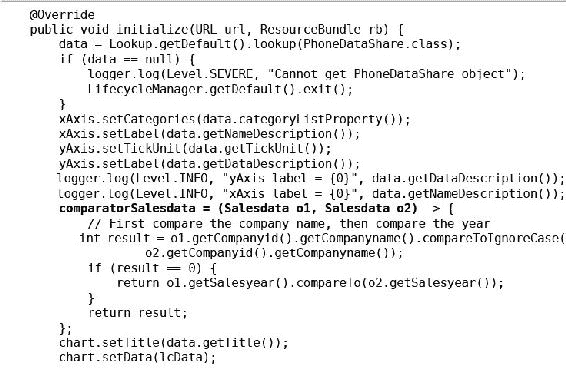 @Override
public void initialize(URL url, ResourceBundle rb) {
data = Lookup.getDefault().lookup(PhoneDataShare.class);
if (data == null) {
logger.log(Level.SEVERE, "Cannot get PhoneDataShare object");
LifecycleManager.getDefault().exit();
}
xAxis.setCategories(data.categoryListProperty());
xAxis.setLabel(data.getNameDescription());
yAxis.setTickUnit(data.getTickUnit());
yAxis.setLabel(data.getDataDescription());
logger.log(Level.INFO, "yAxis label = {0}", data.getDataDescription());
logger.log(Level.INFO, "xAxis label = {0}", data.getNameDescription());
comparatorSalesdata = (Salesdata o1, Salesdata o2) > {
// First compare the company name, then compare the year
int result = o1.getCompanyid().getCompanyname().compareToIgnoreCase(
o2.getCompanyid().getCompanyname());
if (result == 0) {
return o1.getSalesyear().compareTo(o2.getSalesyear());
}
return result;
};
chart.setTitle(data.getTitle());
chart.setData(lcData);